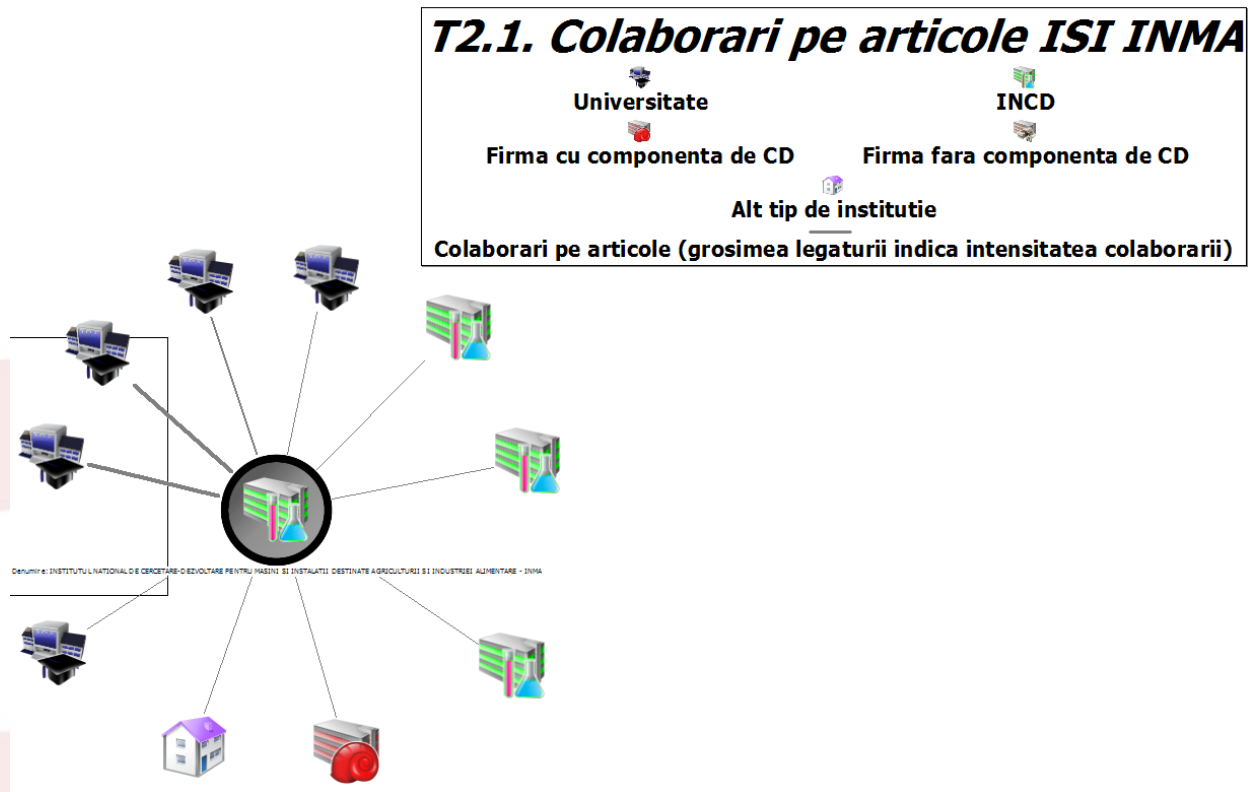 T2.1. Colaborari pe articole ISI INMA
Universitate
INCD
Firma cu componenta de CD
Firma fara componenta de CD
Alt tip de institutie
Colaborari pe articole (grosimea legaturii indica intensitatea colaborarii)
Denumire: INSTITUTUL NATIONAL DE CERCETARE-DEZVOLTARE PENTRU MASINI SI INSTALATII DESTINATE AGRICULTURII SI INDUSTRIEI ALIMENTARE - INMA